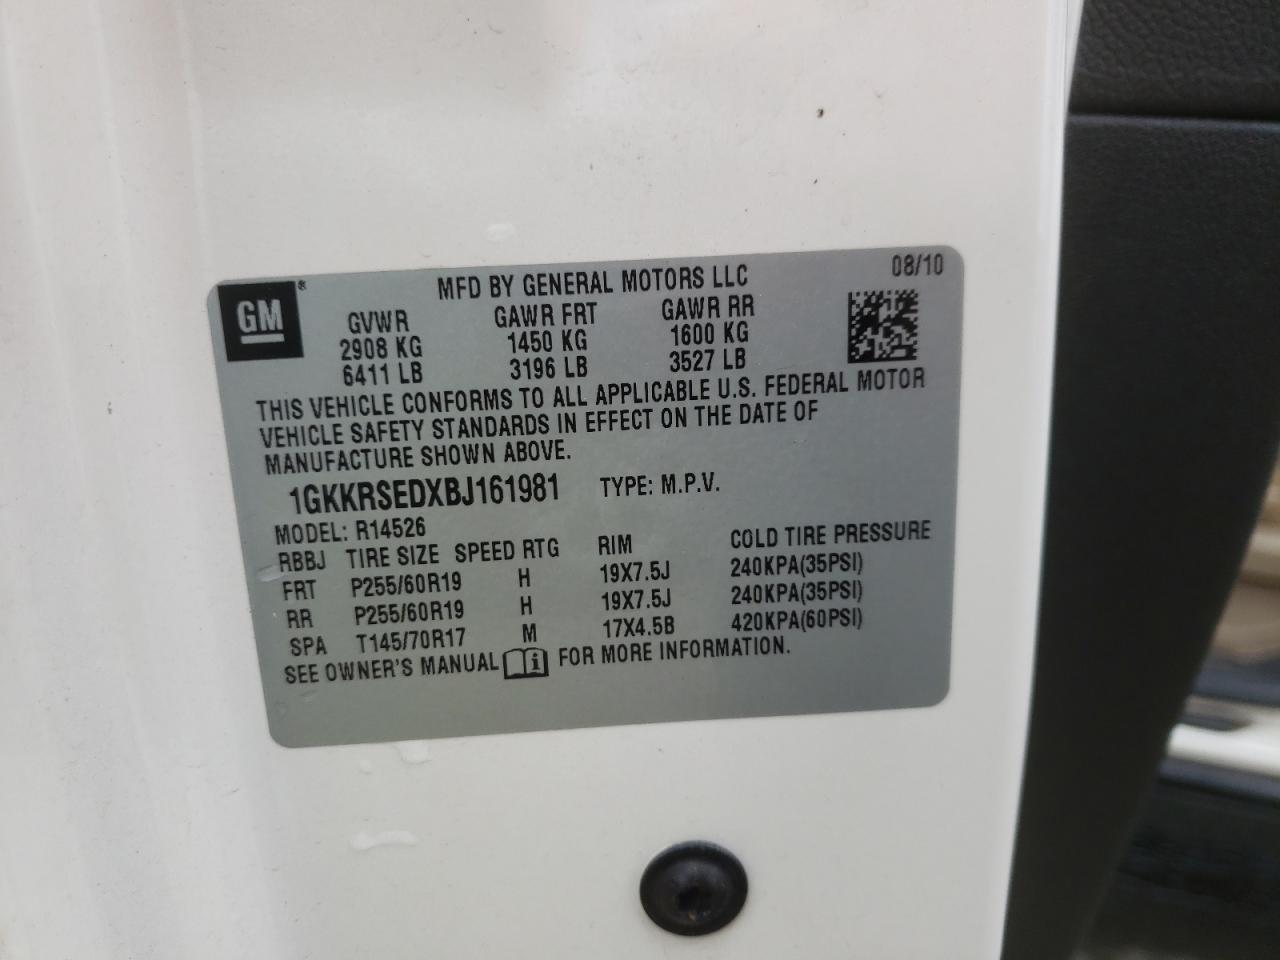 MFD BY GENERAL MOTORS LLC 08/10
GM®
GVWR GAWR FRT GAWR RR
2908 KG 1450 KG 1600 KG
6411 LB 3196 LB 3527 LB
THIS VEHICLE CONFORMS TO ALL APPLICABLE U.S. FEDERAL MOTOR
VEHICLE SAFETY STANDARDS IN EFFECT ON THE DATE OF
MANUFACTURE SHOWN ABOVE.
1GKKRSEDXBJ161981 TYPE: M.P.V.
MODEL: R14526
RBBJ TIRE SIZE SPEED RTG RIM COLD TIRE PRESSURE
FRT P255/60R19 H 19X7.5J 240KPA(35PSI)
RR P255/60R19 H 19X7.5J 240KPA(35PSI)
SPA T145/70R17 M 17X4.5B 420KPA(60PSI)
SEE OWNER'S MANUAL i FOR MORE INFORMATION.